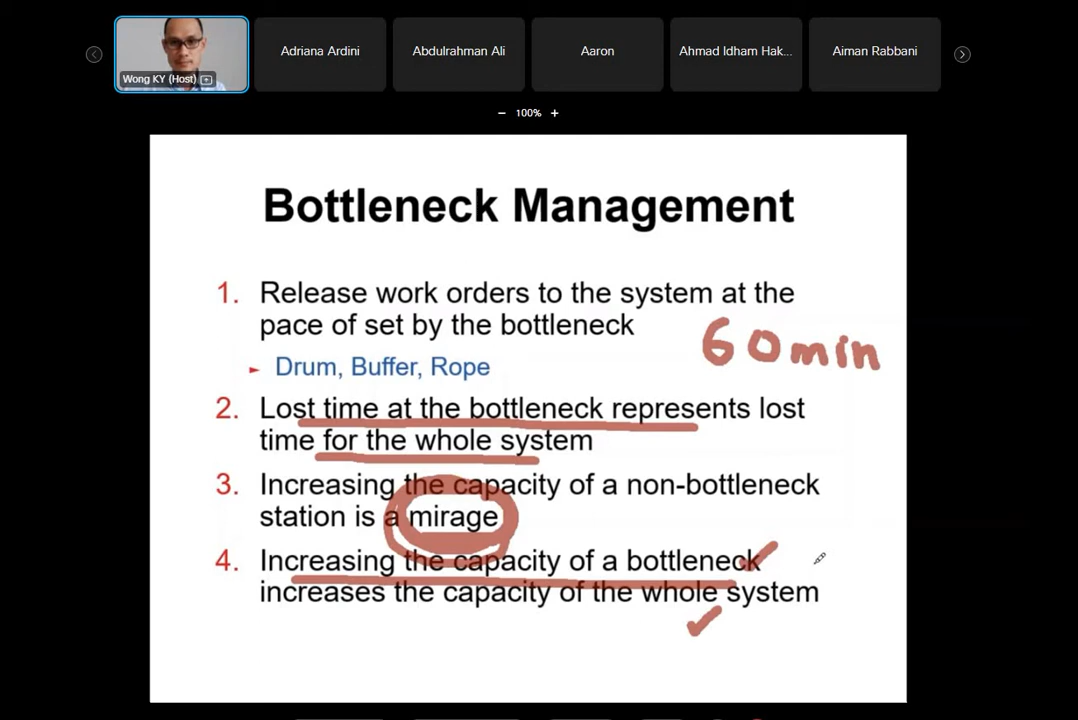 Adriana Ardini
Abdulrahman Ali
Aaron
Ahmad Idham Hak...
Aiman Rabbani
Wong KY (Host)
− 100% +
Bottleneck Management
1. Release work orders to the system at the
pace of set by the bottleneck
60min
► Drum, Buffer, Rope
2. Lost time at the bottleneck represents lost
time for the whole system
3. Increasing the capacity of a non-bottleneck
station is a mirage
4. Increasing the capacity of a bottleneck
increases the capacity of the whole system